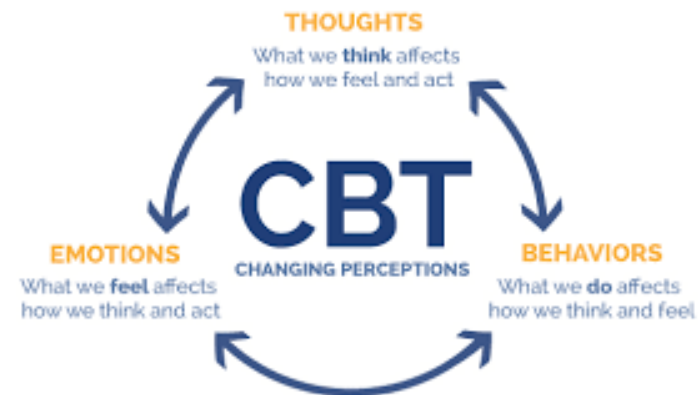 THOUGHTS
What we think affects
how we feel and act
CBT
CHANGING PERCEPTIONS
EMOTIONS
What we feel affects
how we think and act
BEHAVIORS
What we do affects
how we think and feel